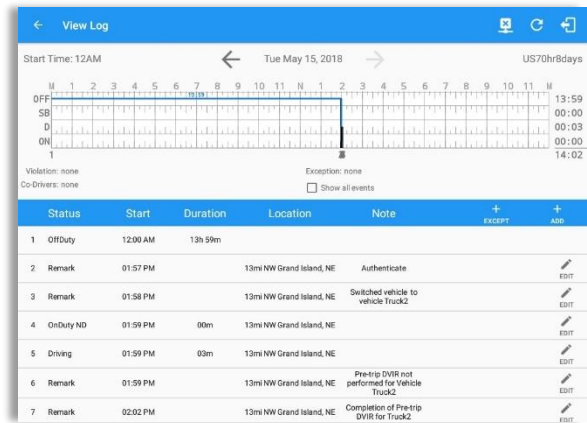 View Log
Start Time: 12AM Tue May 15, 2018 US70hr8days
M 1 2 3 4 5 6 7 8 9 10 11 N 1 2 3 4 5 6 7 8 9 10 11 M
OFF 13:59 13:59
SB 00:00
D 00:03
ON 00:00
1 14:02
Violation: none Exception: none
Co-Drivers: none Show all events
Status Start Duration Location Note + EXCEPT + ADD
1 OffDuty 12:00 AM 13h 59m
2 Remark 01:57 PM 13mi NW Grand Island, NE Authenticate EDIT
3 Remark 01:58 PM 13mi NW Grand Island, NE Switched vehicle to vehicle Truck2 EDIT
4 OnDuty ND 01:59 PM 00m 13mi NW Grand Island, NE EDIT
5 Driving 01:59 PM 03m 13mi NW Grand Island, NE EDIT
6 Remark 01:59 PM 13mi NW Grand Island, NE Pre-trip DVIR not performed for Vehicle Truck2 EDIT
7 Remark 02:02 PM 13mi NW Grand Island, NE Completion of Pre-trip DVIR for Truck2 EDIT